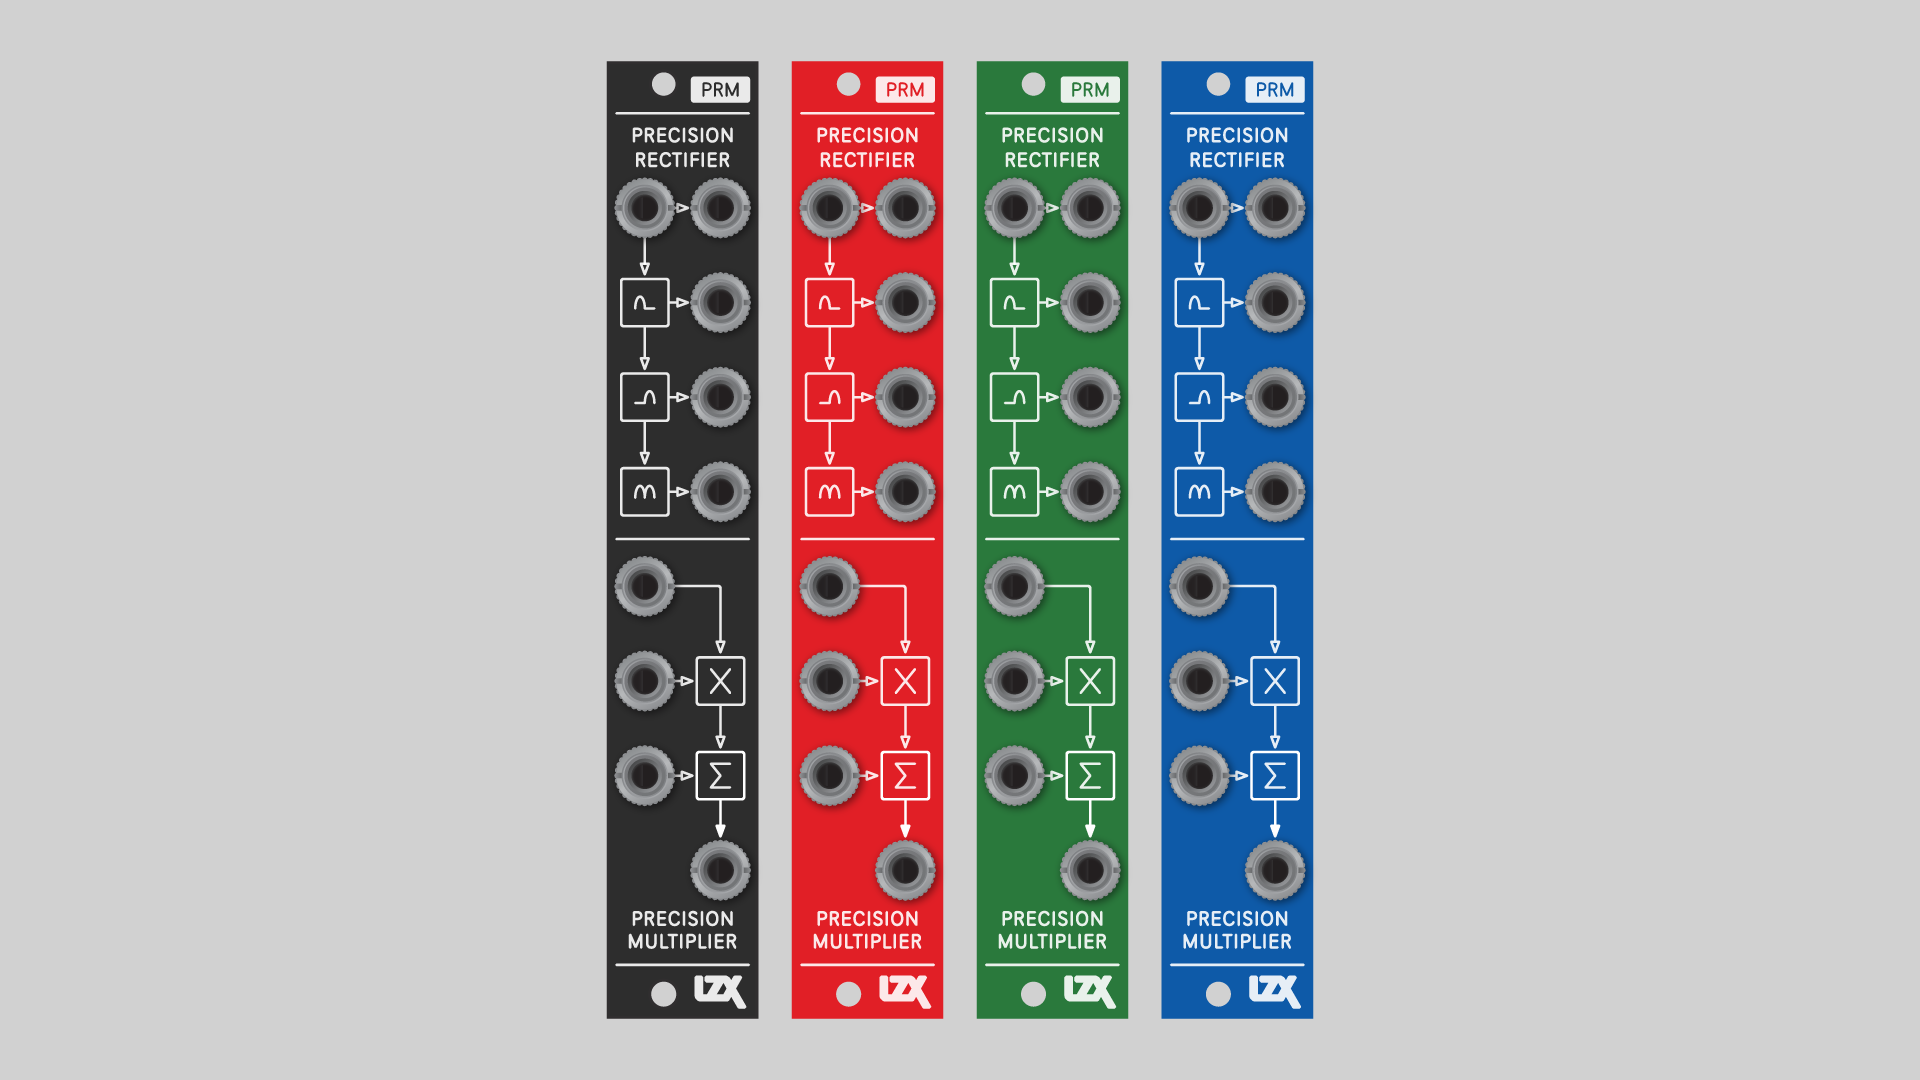 PRM
PRECISION
RECTIFIER
X
Σ
PRECISION
MULTIPLIER
LZX
PRM
PRECISION
RECTIFIER
X
Σ
PRECISION
MULTIPLIER
LZX
PRM
PRECISION
RECTIFIER
X
Σ
PRECISION
MULTIPLIER
LZX
PRM
PRECISION
RECTIFIER
X
Σ
PRECISION
MULTIPLIER
LZX